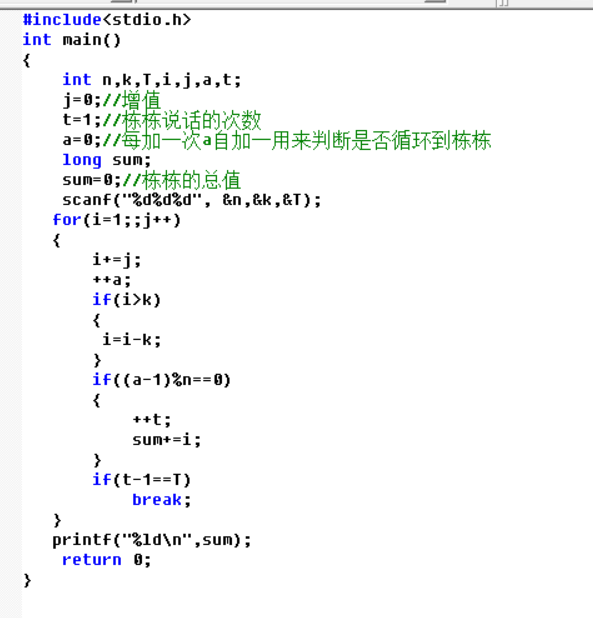 #include<stdio.h>
int main()
{
    int n,k,T,i,j,a,t;
    j=0;//增值
    t=1;//栋栋说话的次数
    a=0;//每加一次a自加一用来判断是否循环到栋栋
    long sum;
    sum=0;//栋栋的总值
    scanf("%d%d%d", &n,&k,&T);
   for(i=1;;j++)
   {
       i+=j;
       ++a;
       if(i>k)
       {
        i=i-k;
       }
       if((a-1)%n==0)
       {
           ++t;
           sum+=i;
       }
       if(t-1==T)
           break;
   }
   printf("%ld\n",sum);
    return 0;
}